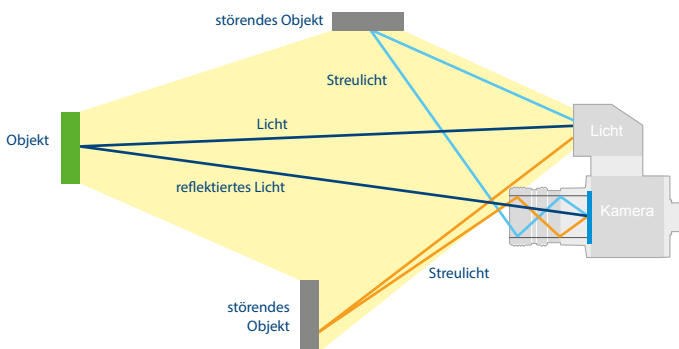 störendes Objekt
Streulicht
Licht
Licht
Objekt
reflektiertes Licht
Kamera
Streulicht
störendes
Objekt